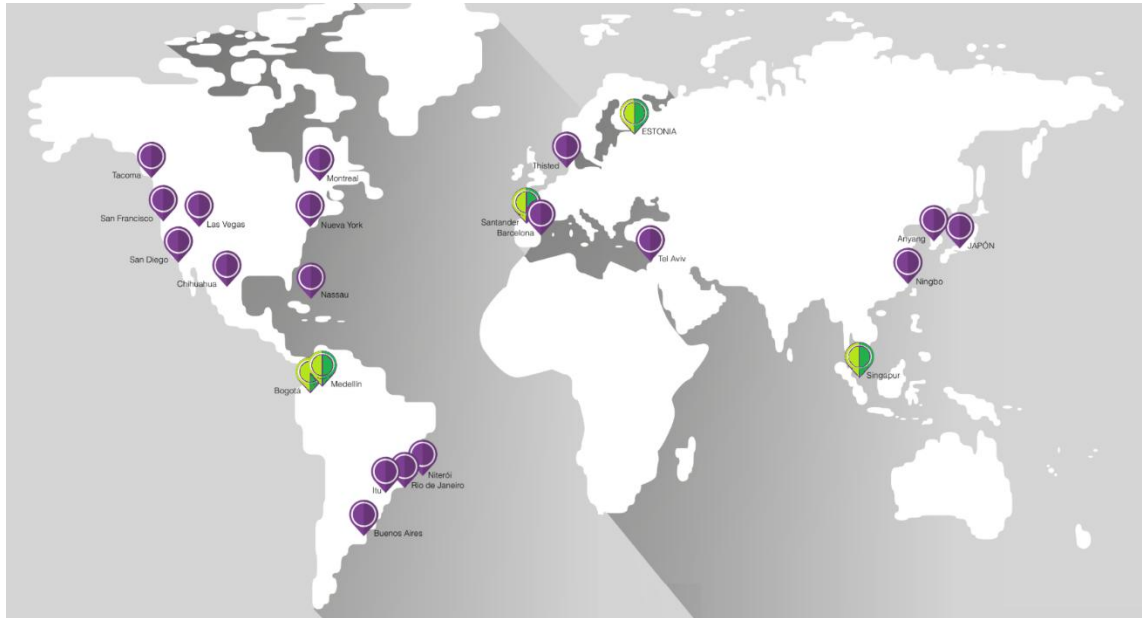 ESTONIA
Thisted
Tacoma
Montreal
San Francisco
Las Vegas
Nueva York
Santander
Barcelona
Tel Aviv
Anyang
JAPÓN
San Diego
Chihuahua
Nassau
Ningbo
Bogotá
Medellín
Singapur
Niterói
Itu
Rio de Janeiro
Buenos Aires